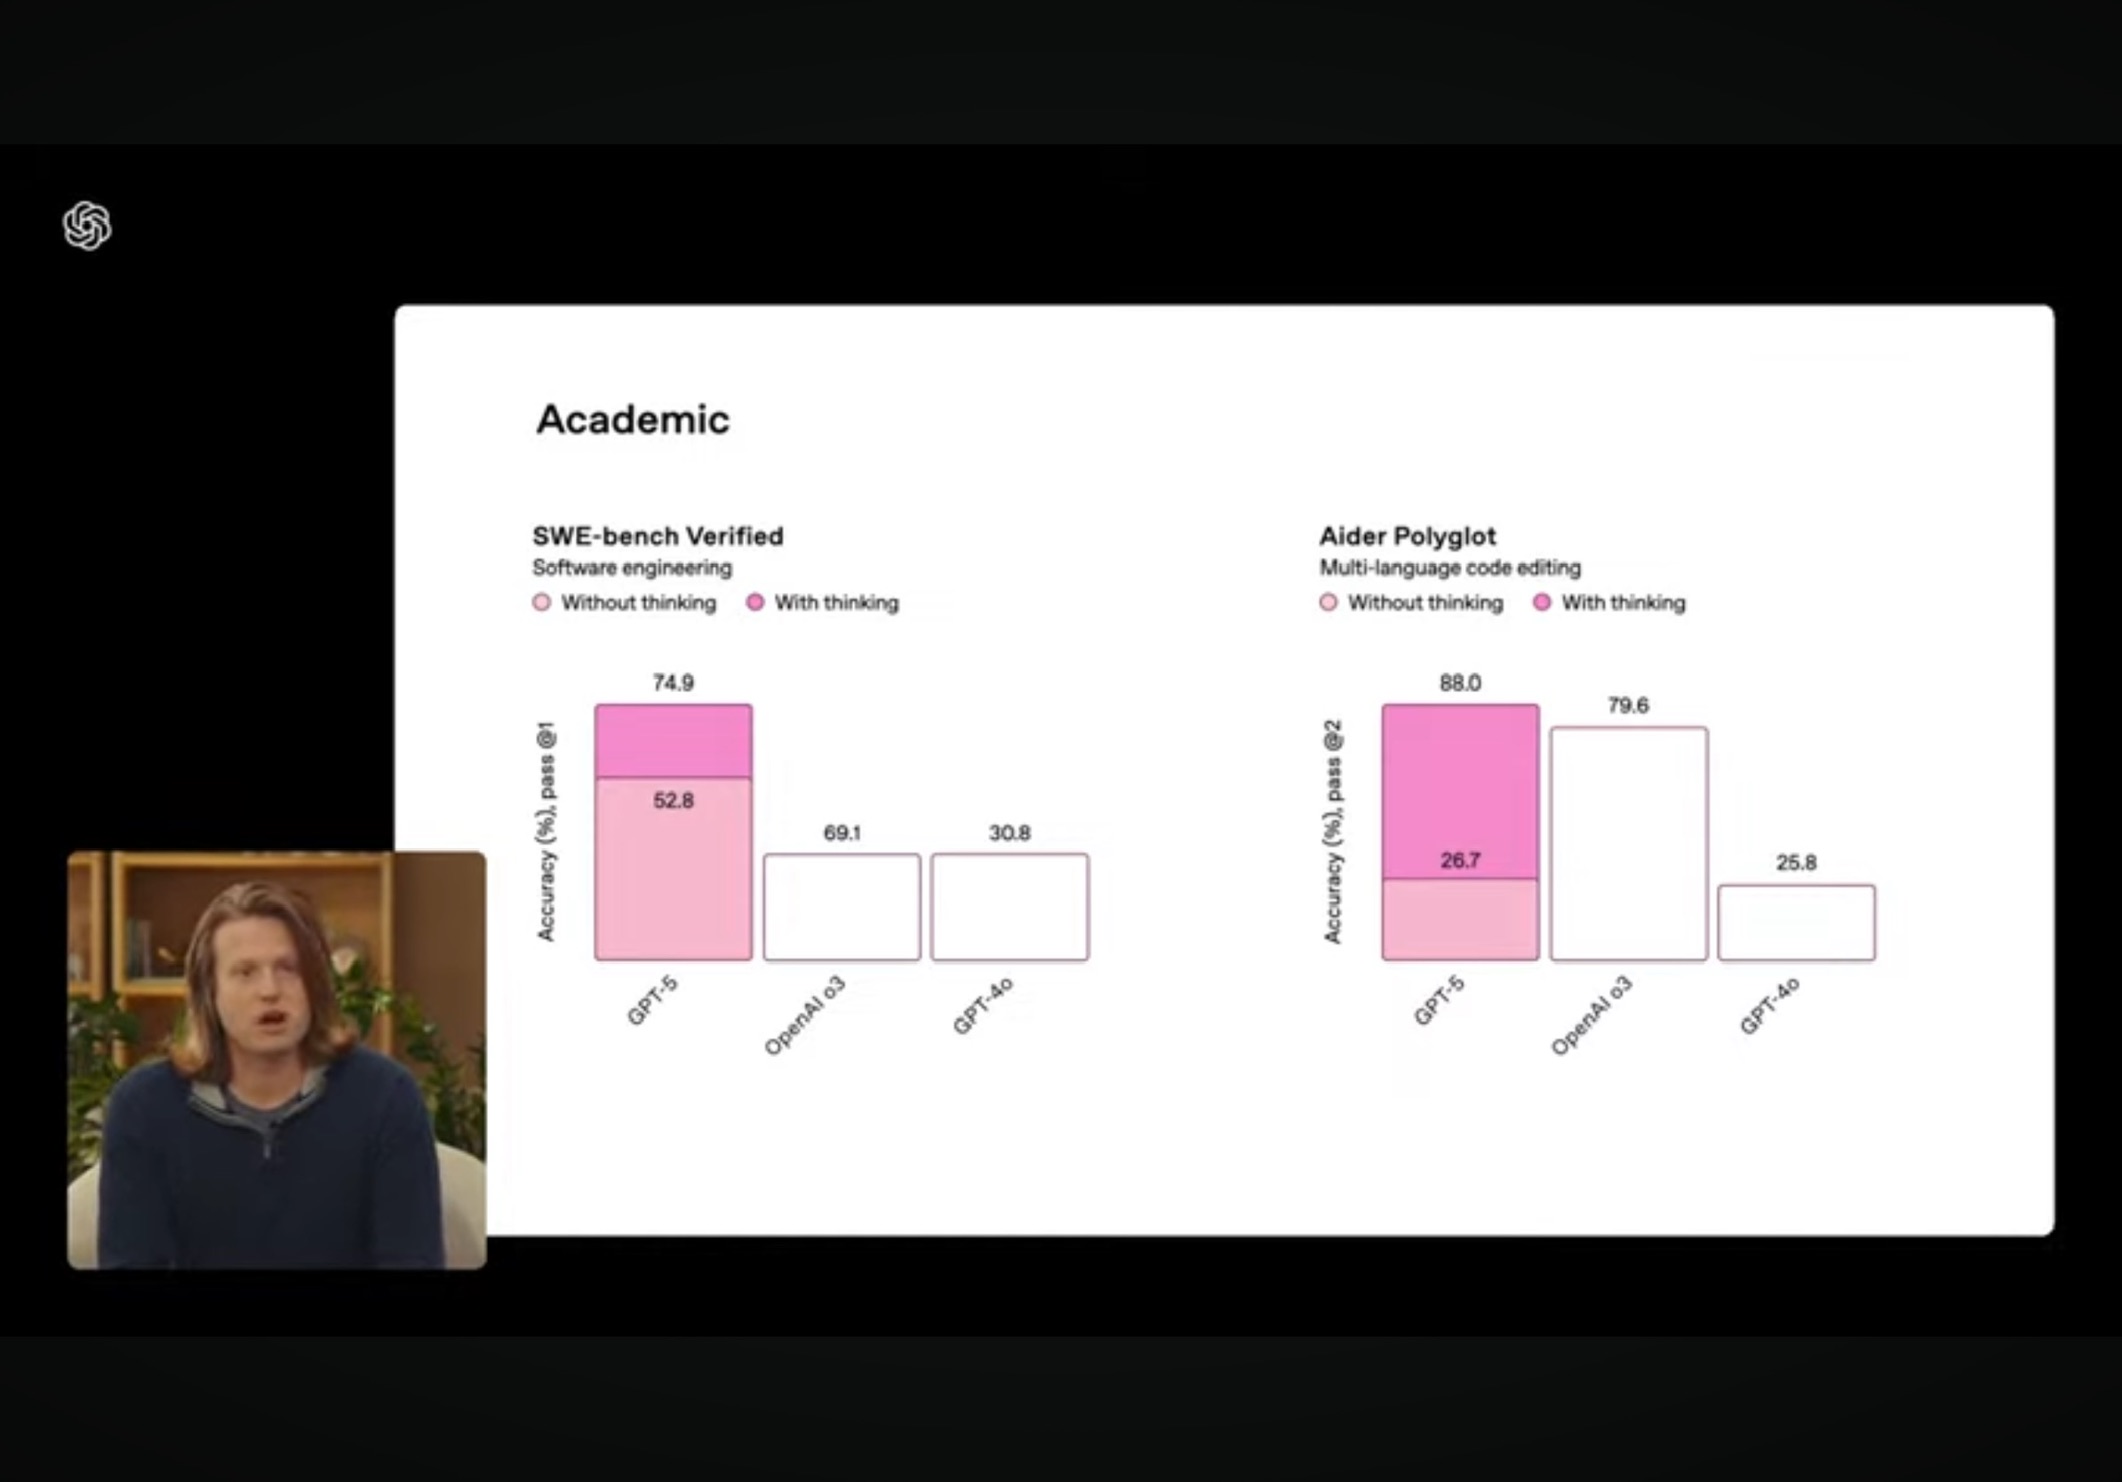 Academic
SWE-bench Verified
Software engineering
Without thinking With thinking
Accuracy (%), pass @1
74.9
52.8
69.1
30.8
GPT-5
OpenAI o3
GPT-4o
Aider Polyglot
Multi-language code editing
Without thinking With thinking
Accuracy (%), pass @2
88.0
26.7
79.6
25.8
GPT-5
OpenAI o3
GPT-4o